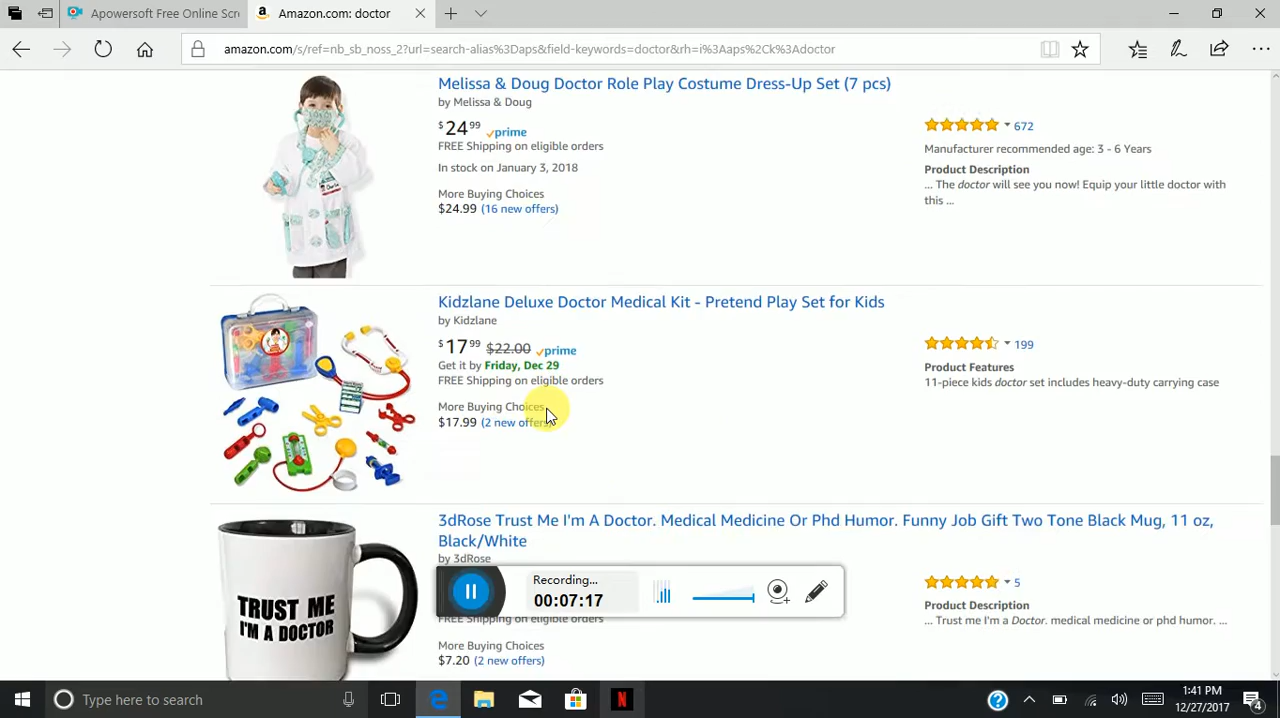 Apowersoft Free Online Scr
Amazon.com: doctor
amazon.com/s/ref=nb_sb_noss_2?url=search-alias%3Daps&field-keywords=doctor&rh=i%3Aaps%2Ck%3Adoctor
Melissa & Doug Doctor Role Play Costume Dress-Up Set (7 pcs)
by Melissa & Doug
$24.99 prime
FREE Shipping on eligible orders
In stock on January 3, 2018
More Buying Choices
$24.99 (16 new offers)
672
Manufacturer recommended age: 3 - 6 Years
Product Description
... The doctor will see you now! Equip your little doctor with
this ...
Kidzlane Deluxe Doctor Medical Kit - Pretend Play Set for Kids
by Kidzlane
$17.99 $22.00 prime
Get it by Friday, Dec 29
FREE Shipping on eligible orders
More Buying Choices
$17.99 (2 new offers)
199
Product Features
11-piece kids doctor set includes heavy-duty carrying case
3dRose Trust Me I'm A Doctor. Medical Medicine Or Phd Humor. Funny Job Gift Two Tone Black Mug, 11 oz,
Black/White
by 3dRose
TRUST ME
I'M A DOCTOR
Recording...
00:07:17
FREE Shipping on eligible orders
More Buying Choices
$7.20 (2 new offers)
5
Product Description
... Trust me I'm a Doctor. medical medicine or phd humor. ...
Type here to search
N
1:41 PM
12/27/2017
4